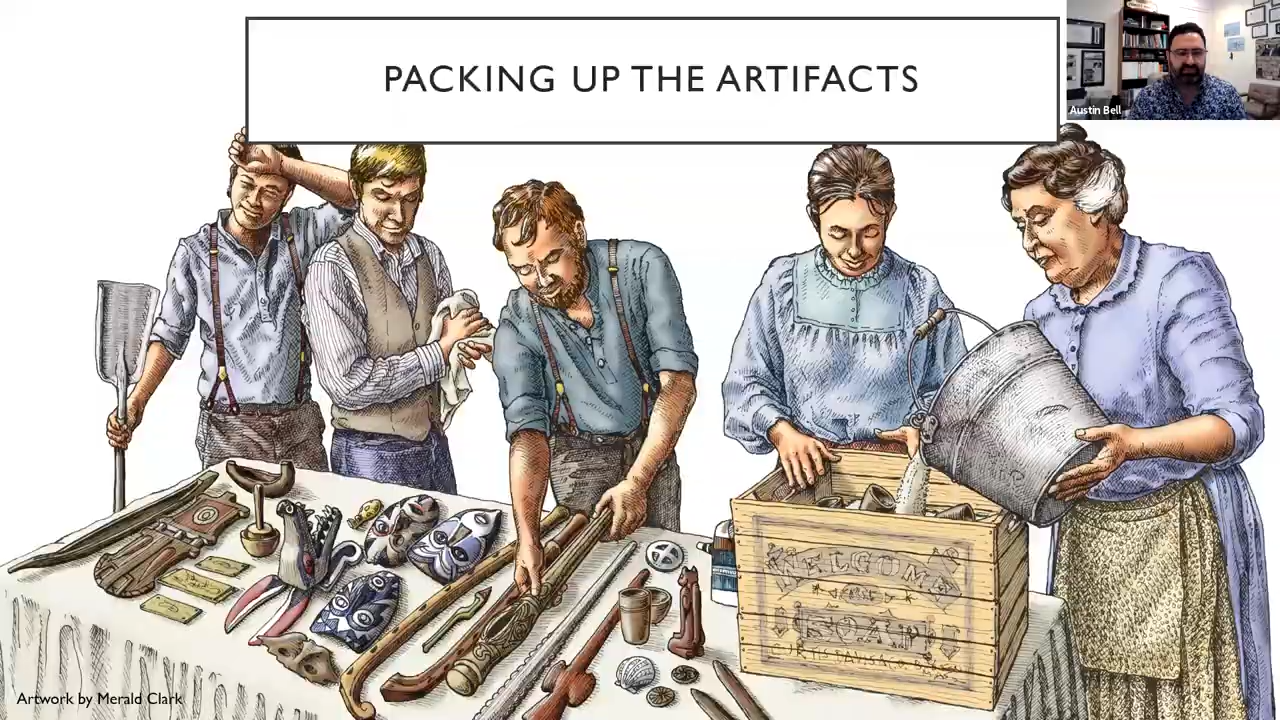 PACKING UP THE ARTIFACTS
Austin Bell
WELCOME
SOAP
Artwork by Merald Clark